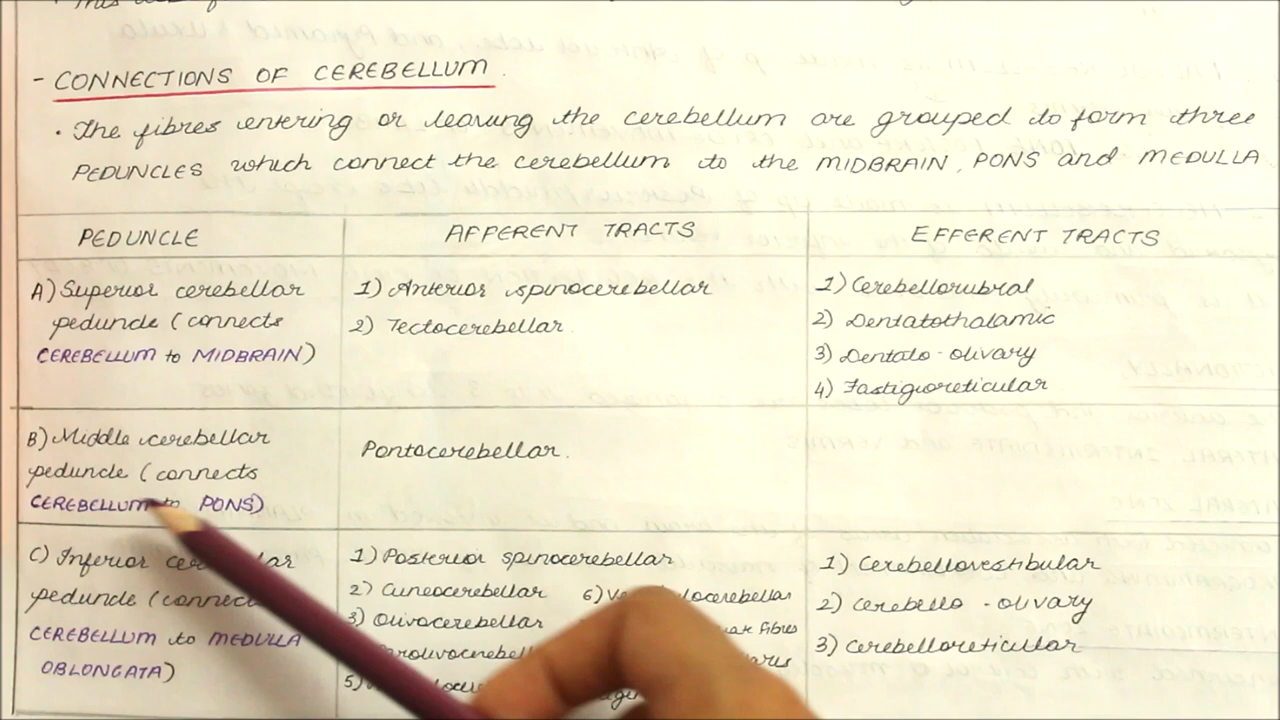 - CONNECTIONS OF CEREBELLUM.
• The fibres entering or leaving the cerebellum are grouped to form three
PEDUNCLES which connect the cerebellum to the MIDBRAIN, PONS and MEDULLA
PEDUNCLE
AFFERENT TRACTS
EFFERENT TRACTS
A) Superior cerebellar
peduncle (connects
CEREBELLUM to MIDBRAIN)
1) Anterior spinocerebellar
2) Tectocerebellar.
1) Cerebellorubral
2) Dentatothalamic
3) Dentato-olivary
4) Fastigioreticular
B) Middle cerebellar
peduncle (connects
CEREBELLUM to PONS)
Pontocerebellar.
C) Inferior
peduncle
CEREBELLUM to MEDULLA
OBLONGATA)
1) Posterior spinocerebellar
2) Cuneocerebellar
3) Olivocerebellar
5)
6)
Fibres
1) Cerebellovestibular
2) Cerebello-olivary
3) Cerebelloreticular